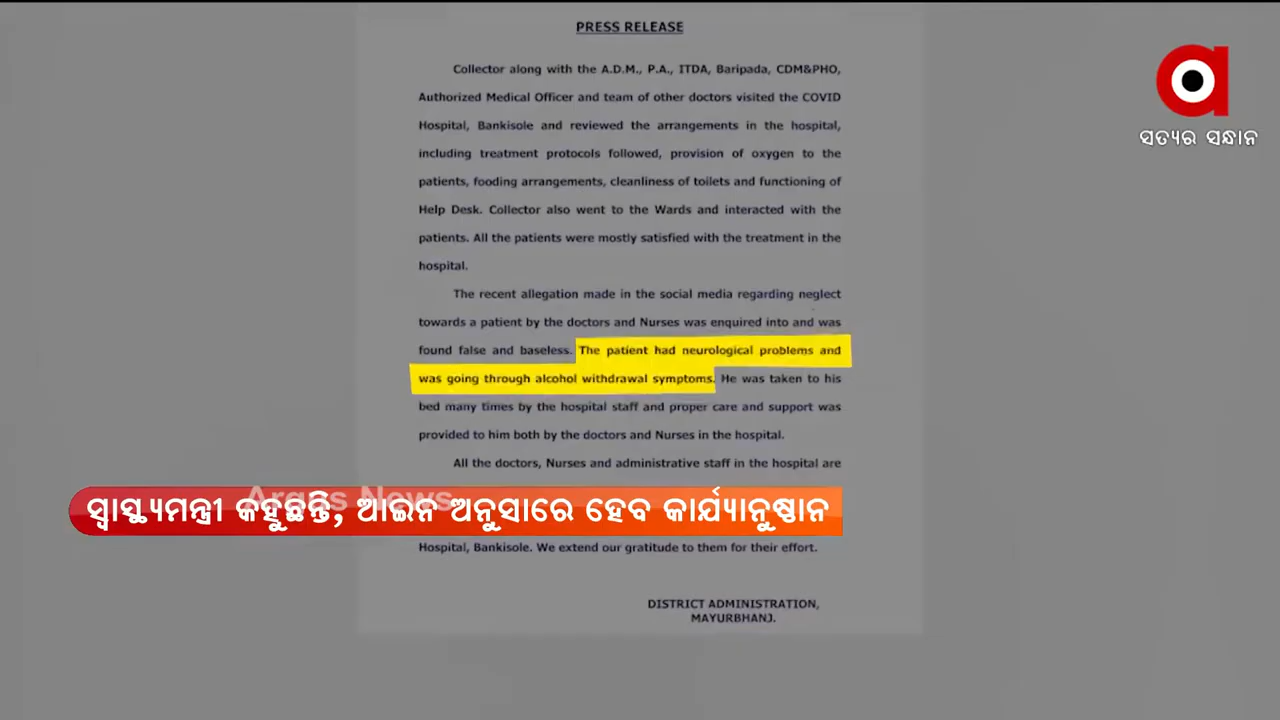 PRESS RELEASE
Collector along with the A.D.M., P.A., ITDA, Baripada, CDM&PHO,
Authorized Medical Officer and team of other doctors visited the COVID
Hospital, Bankisole and reviewed the arrangements in the hospital,
including treatment protocols followed, provision of oxygen to the
patients, fooding arrangements, cleanliness of toilets and functioning of
Help Desk. Collector also went to the Wards and interacted with the
patients. All the patients were mostly satisfied with the treatment in the
hospital.
The recent allegation made in the social media regarding neglect
towards a patient by the doctors and Nurses was enquired into and was
found false and baseless. The patient had neurological problems and
was going through alcohol withdrawal symptoms. He was taken to his
bed many times by the hospital staff and proper care and support was
provided to him both by the doctors and Nurses in the hospital.
All the doctors, Nurses and administrative staff in the hospital are
Argus News
ସ୍ୱାସ୍ଥ୍ୟମନ୍ତ୍ରୀ କହୁଛନ୍ତି, ଆଇନ ଅନୁସାରେ ହେବ କାର୍ଯ୍ୟାନୁଷ୍ଠାନ
Hospital, Bankisole. We extend our gratitude to them for their effort.
DISTRICT ADMINISTRATION,
MAYURBHANJ.
ସତ୍ୟର ସନ୍ଧାନ